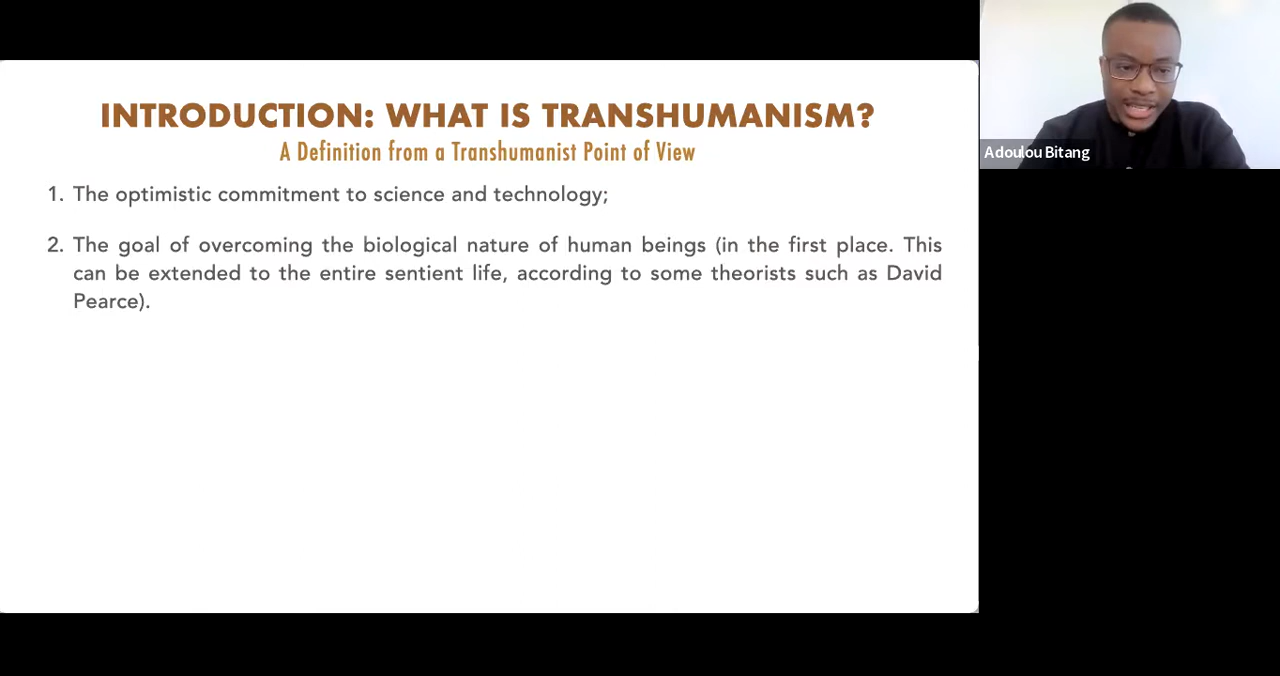 INTRODUCTION: WHAT IS TRANSHUMANISM?
A Definition from a Transhumanist Point of View
1. The optimistic commitment to science and technology;
2. The goal of overcoming the biological nature of human beings (in the first place. This
can be extended to the entire sentient life, according to some theorists such as David
Pearce).
Adoulou Bitang